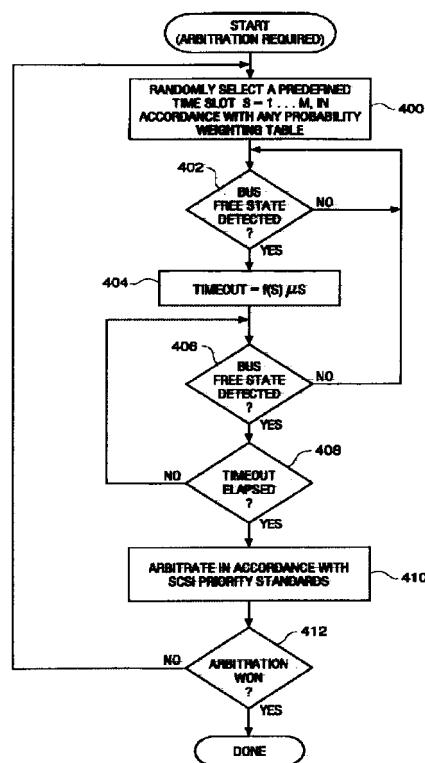 START
(ARBITRATION REQUIRED)
RANDOMLY SELECT A PREDEFINED
TIME SLOT S = 1 . . . M, IN
ACCORDANCE WITH ANY PROBABILITY
WEIGHTING TABLE
400
402
BUS
FREE STATE
DETECTED
?
NO
YES
404
TIMEOUT = f(S) µS
406
BUS
FREE STATE
DETECTED
?
NO
YES
408
TIMEOUT
ELAPSED
?
NO
YES
ARBITRATE IN ACCORDANCE WITH
SCSI PRIORITY STANDARDS
410
412
ARBITRATION
WON
?
NO
YES
DONE